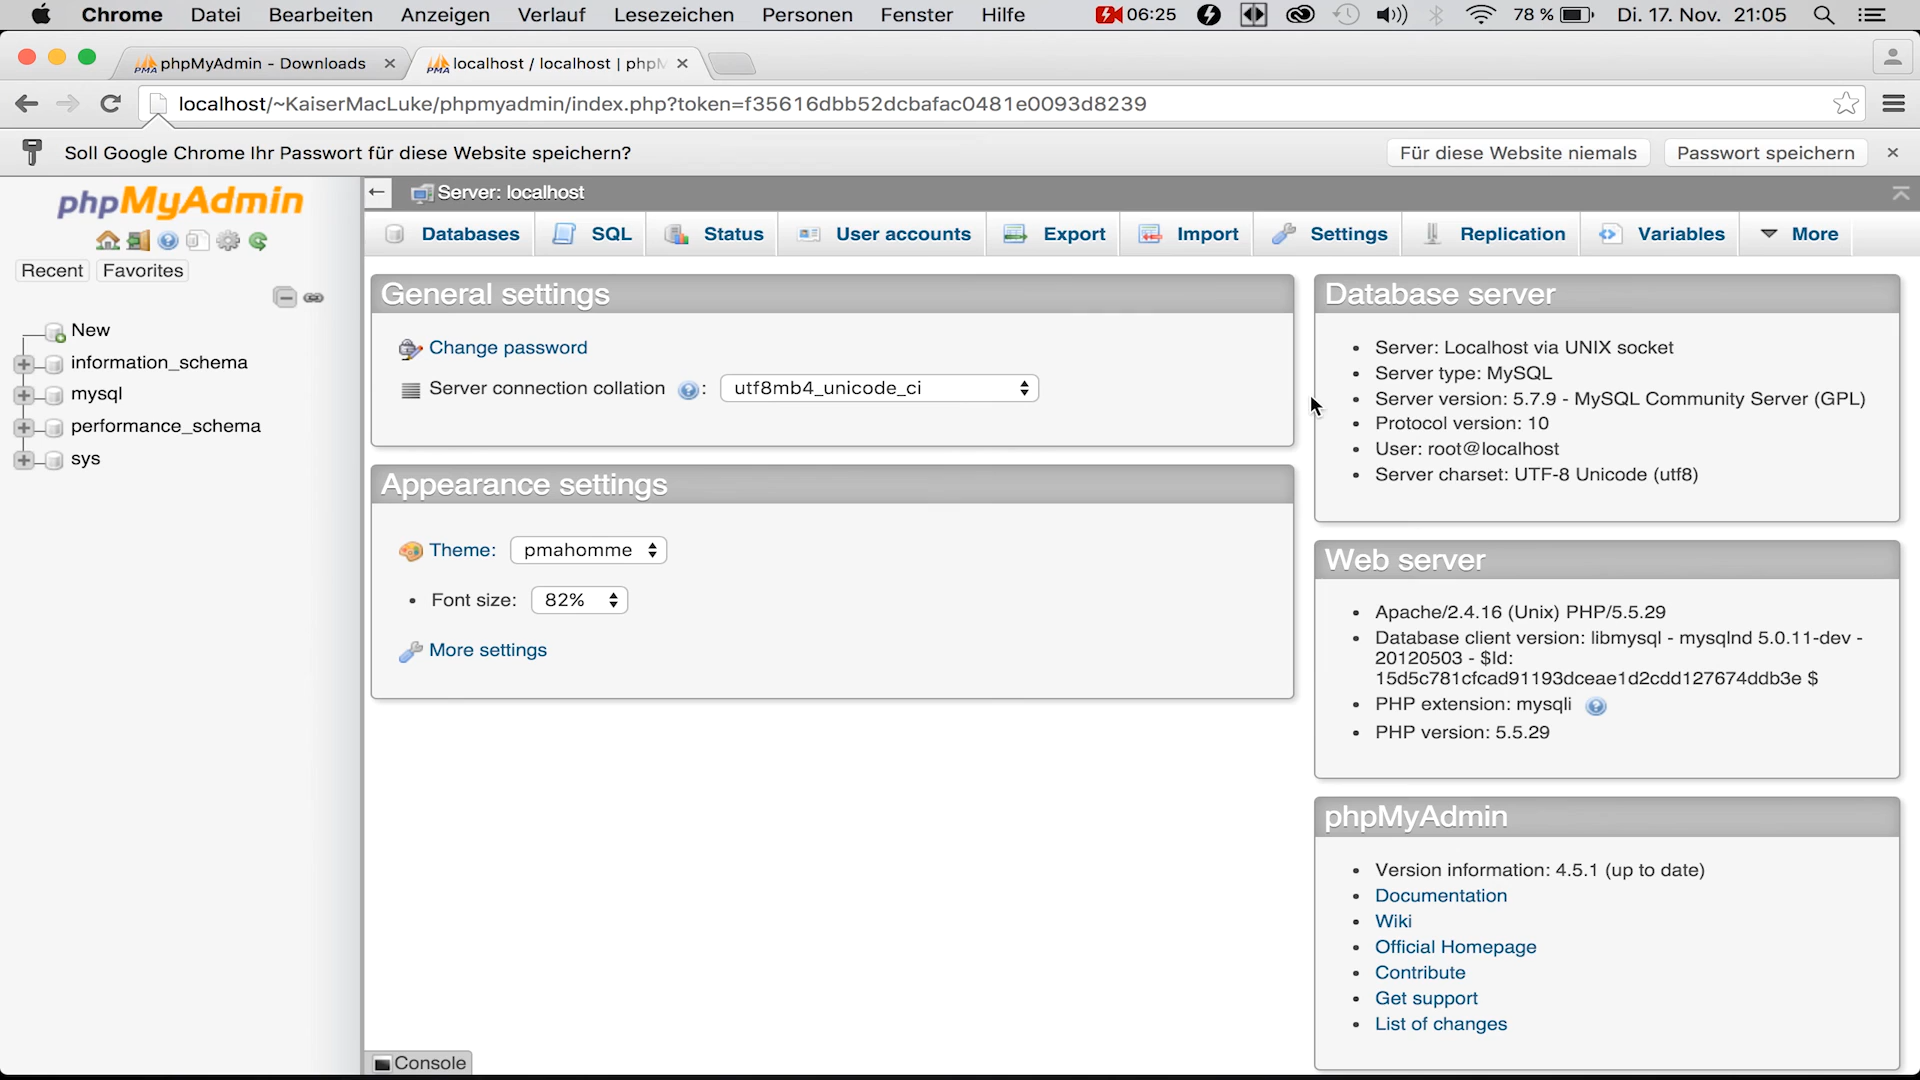 Chrome Datei Bearbeiten Anzeigen Verlauf Lesezeichen Personen Fenster Hilfe 06:25 78 % Di. 17. Nov. 21:05
phpMyAdmin - Downloads
localhost / localhost | phpM
localhost/~KaiserMacLuke/phpmyadmin/index.php?token=f35616dbb52dcbafac0481e0093d8239
Soll Google Chrome Ihr Passwort für diese Website speichern?
Für diese Website niemals
Passwort speichern
phpMyAdmin
Recent Favorites
New
information_schema
mysql
performance_schema
sys
Server: localhost
Databases SQL Status User accounts Export Import Settings Replication Variables More
General settings
Change password
Server connection collation : utf8mb4_unicode_ci
Appearance settings
Theme: pmahomme
Font size: 82%
More settings
Database server
Server: Localhost via UNIX socket
Server type: MySQL
Server version: 5.7.9 - MySQL Community Server (GPL)
Protocol version: 10
User: root@localhost
Server charset: UTF-8 Unicode (utf8)
Web server
Apache/2.4.16 (Unix) PHP/5.5.29
Database client version: libmysql - mysqlnd 5.0.11-dev -
20120503 - $Id:
15d5c781cfcad91193dceae1d2cdd127674ddb3e $
PHP extension: mysqli
PHP version: 5.5.29
phpMyAdmin
Version information: 4.5.1 (up to date)
Documentation
Wiki
Official Homepage
Contribute
Get support
List of changes
Console